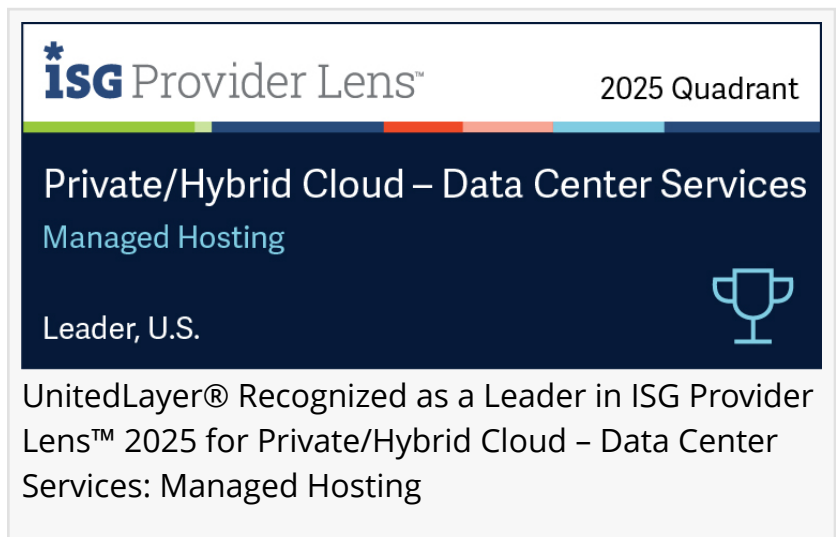 ISG Provider Lens™
2025 Quadrant
Private/Hybrid Cloud – Data Center Services
Managed Hosting
Leader, U.S.
UnitedLayer® Recognized as a Leader in ISG Provider
Lens™ 2025 for Private/Hybrid Cloud – Data Center
Services: Managed Hosting